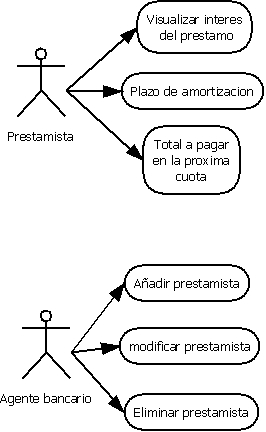 Visualizar interes
del prestamo
Prestamista
Plazo de amortizacion
Total a pagar
en la proxima
cuota
Añadir prestamista
Agente bancario
modificar prestamista
Eliminar prestamista